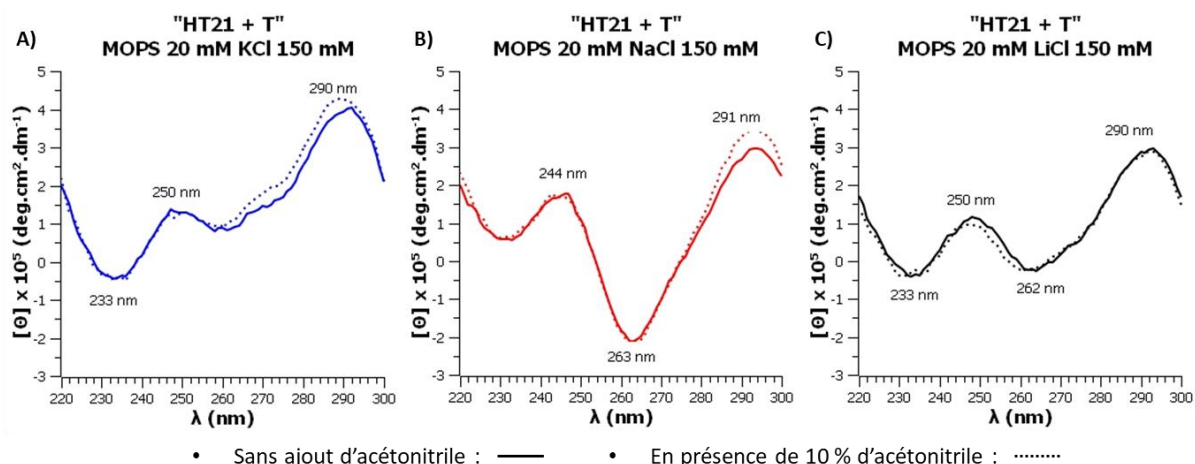 A)
"HT21 + T"
MOPS 20 mM KCl 150 mM
[Θ] x 10⁵ (deg.cm².dm⁻¹)
5
4
3
2
1
0
-1
-2
-3
290 nm
250 nm
233 nm
220 230 240 250 260 270 280 290 300
λ (nm)
B)
"HT21 + T"
MOPS 20 mM NaCl 150 mM
[Θ] x 10⁵ (deg.cm².dm⁻¹)
5
4
3
2
1
0
-1
-2
-3
291 nm
244 nm
263 nm
220 230 240 250 260 270 280 290 300
λ (nm)
C)
"HT21 + T"
MOPS 20 mM LiCl 150 mM
[Θ] x 10⁵ (deg.cm².dm⁻¹)
5
4
3
2
1
0
-1
-2
-3
290 nm
250 nm
233 nm
262 nm
220 230 240 250 260 270 280 290 300
λ (nm)
• Sans ajout d'acétonitrile :
• En présence de 10 % d'acétonitrile :